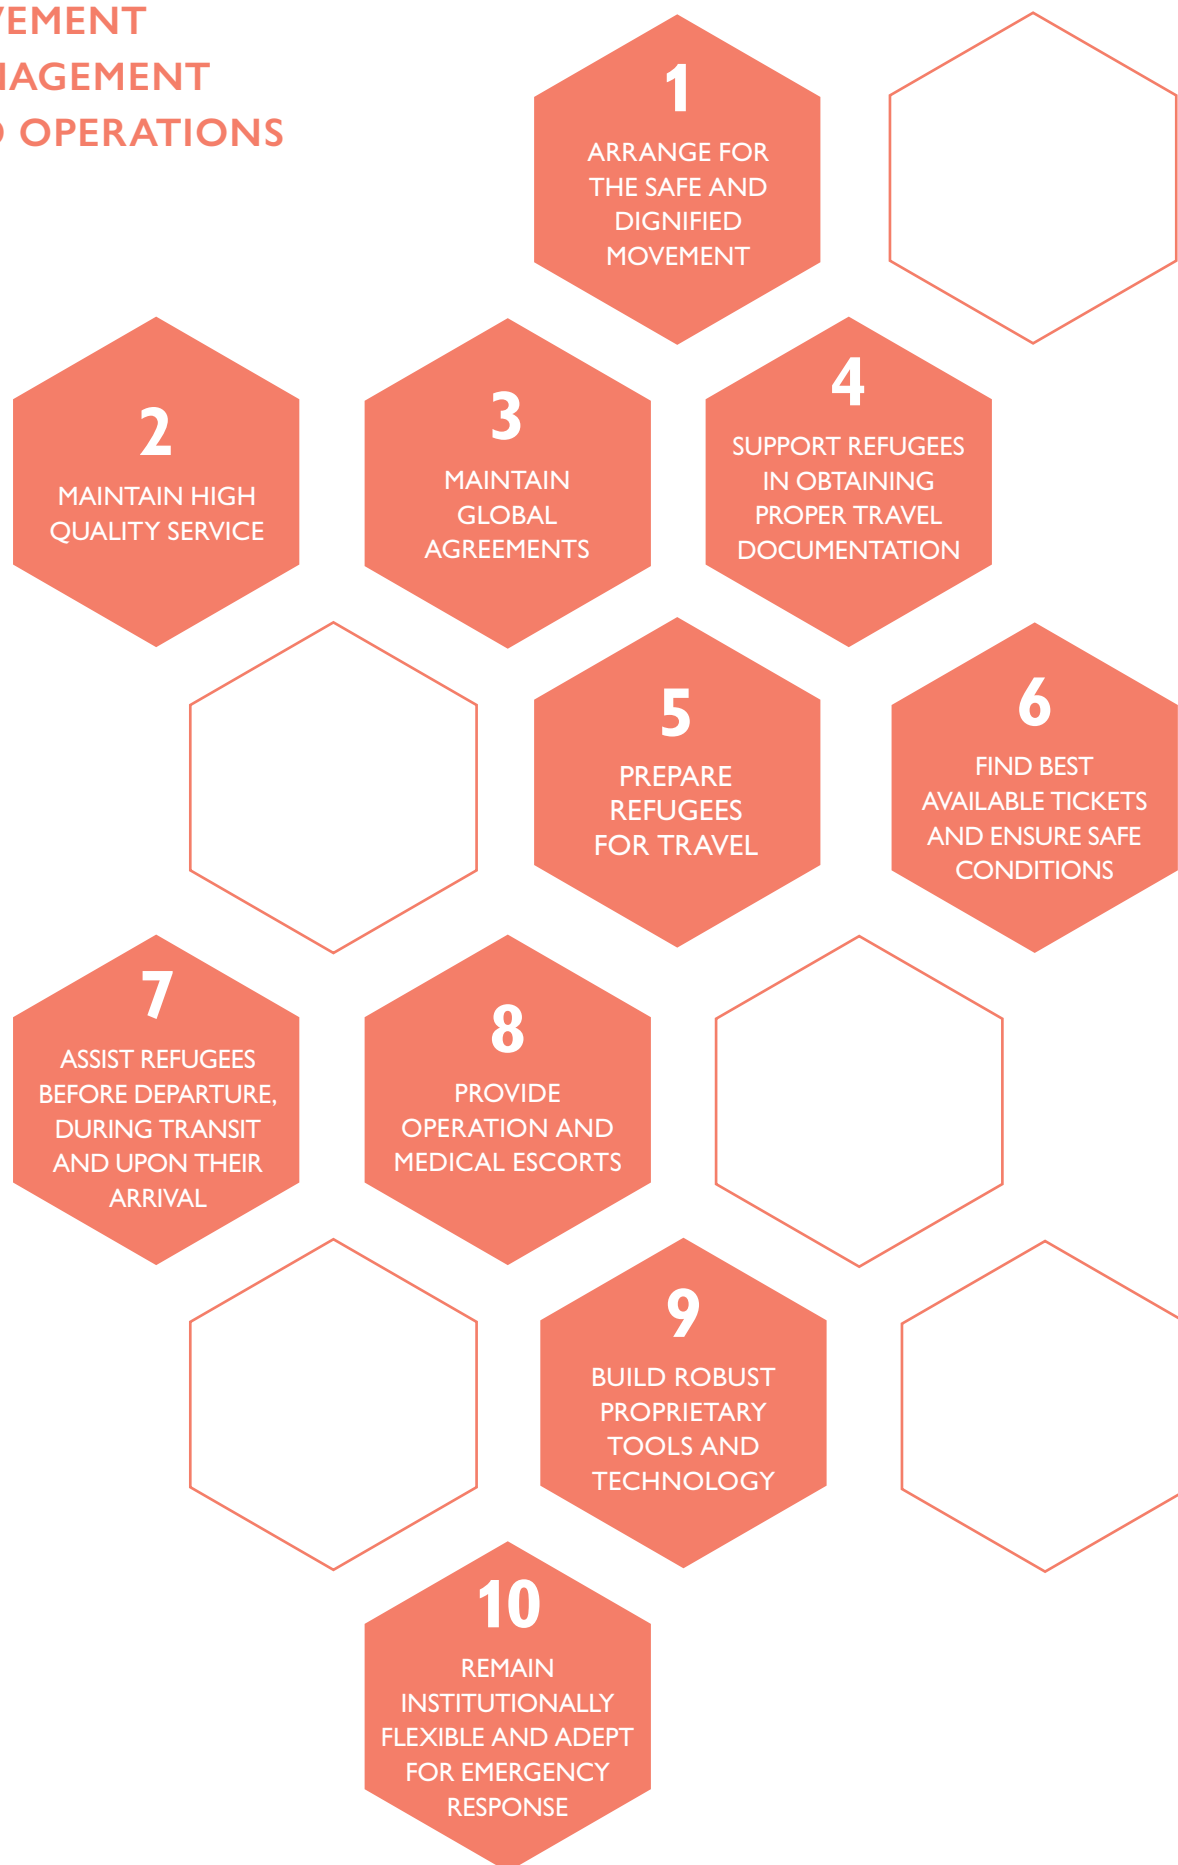 VEMENT
NAGEMENT
OPERATIONS
1
ARRANGE FOR
THE SAFE AND
DIGNIFIED
MOVEMENT
2
MAINTAIN HIGH
QUALITY SERVICE
3
MAINTAIN
GLOBAL
AGREEMENTS
4
SUPPORT REFUGEES
IN OBTAINING
PROPER TRAVEL
DOCUMENTATION
5
PREPARE
REFUGEES
FOR TRAVEL
6
FIND BEST
AVAILABLE TICKETS
AND ENSURE SAFE
CONDITIONS
7
ASSIST REFUGEES
BEFORE DEPARTURE,
DURING TRANSIT
AND UPON THEIR
ARRIVAL
8
PROVIDE
OPERATION AND
MEDICAL ESCORTS
9
BUILD ROBUST
PROPRIETARY
TOOLS AND
TECHNOLOGY
10
REMAIN
INSTITUTIONALLY
FLEXIBLE AND ADEPT
FOR EMERGENCY
RESPONSE